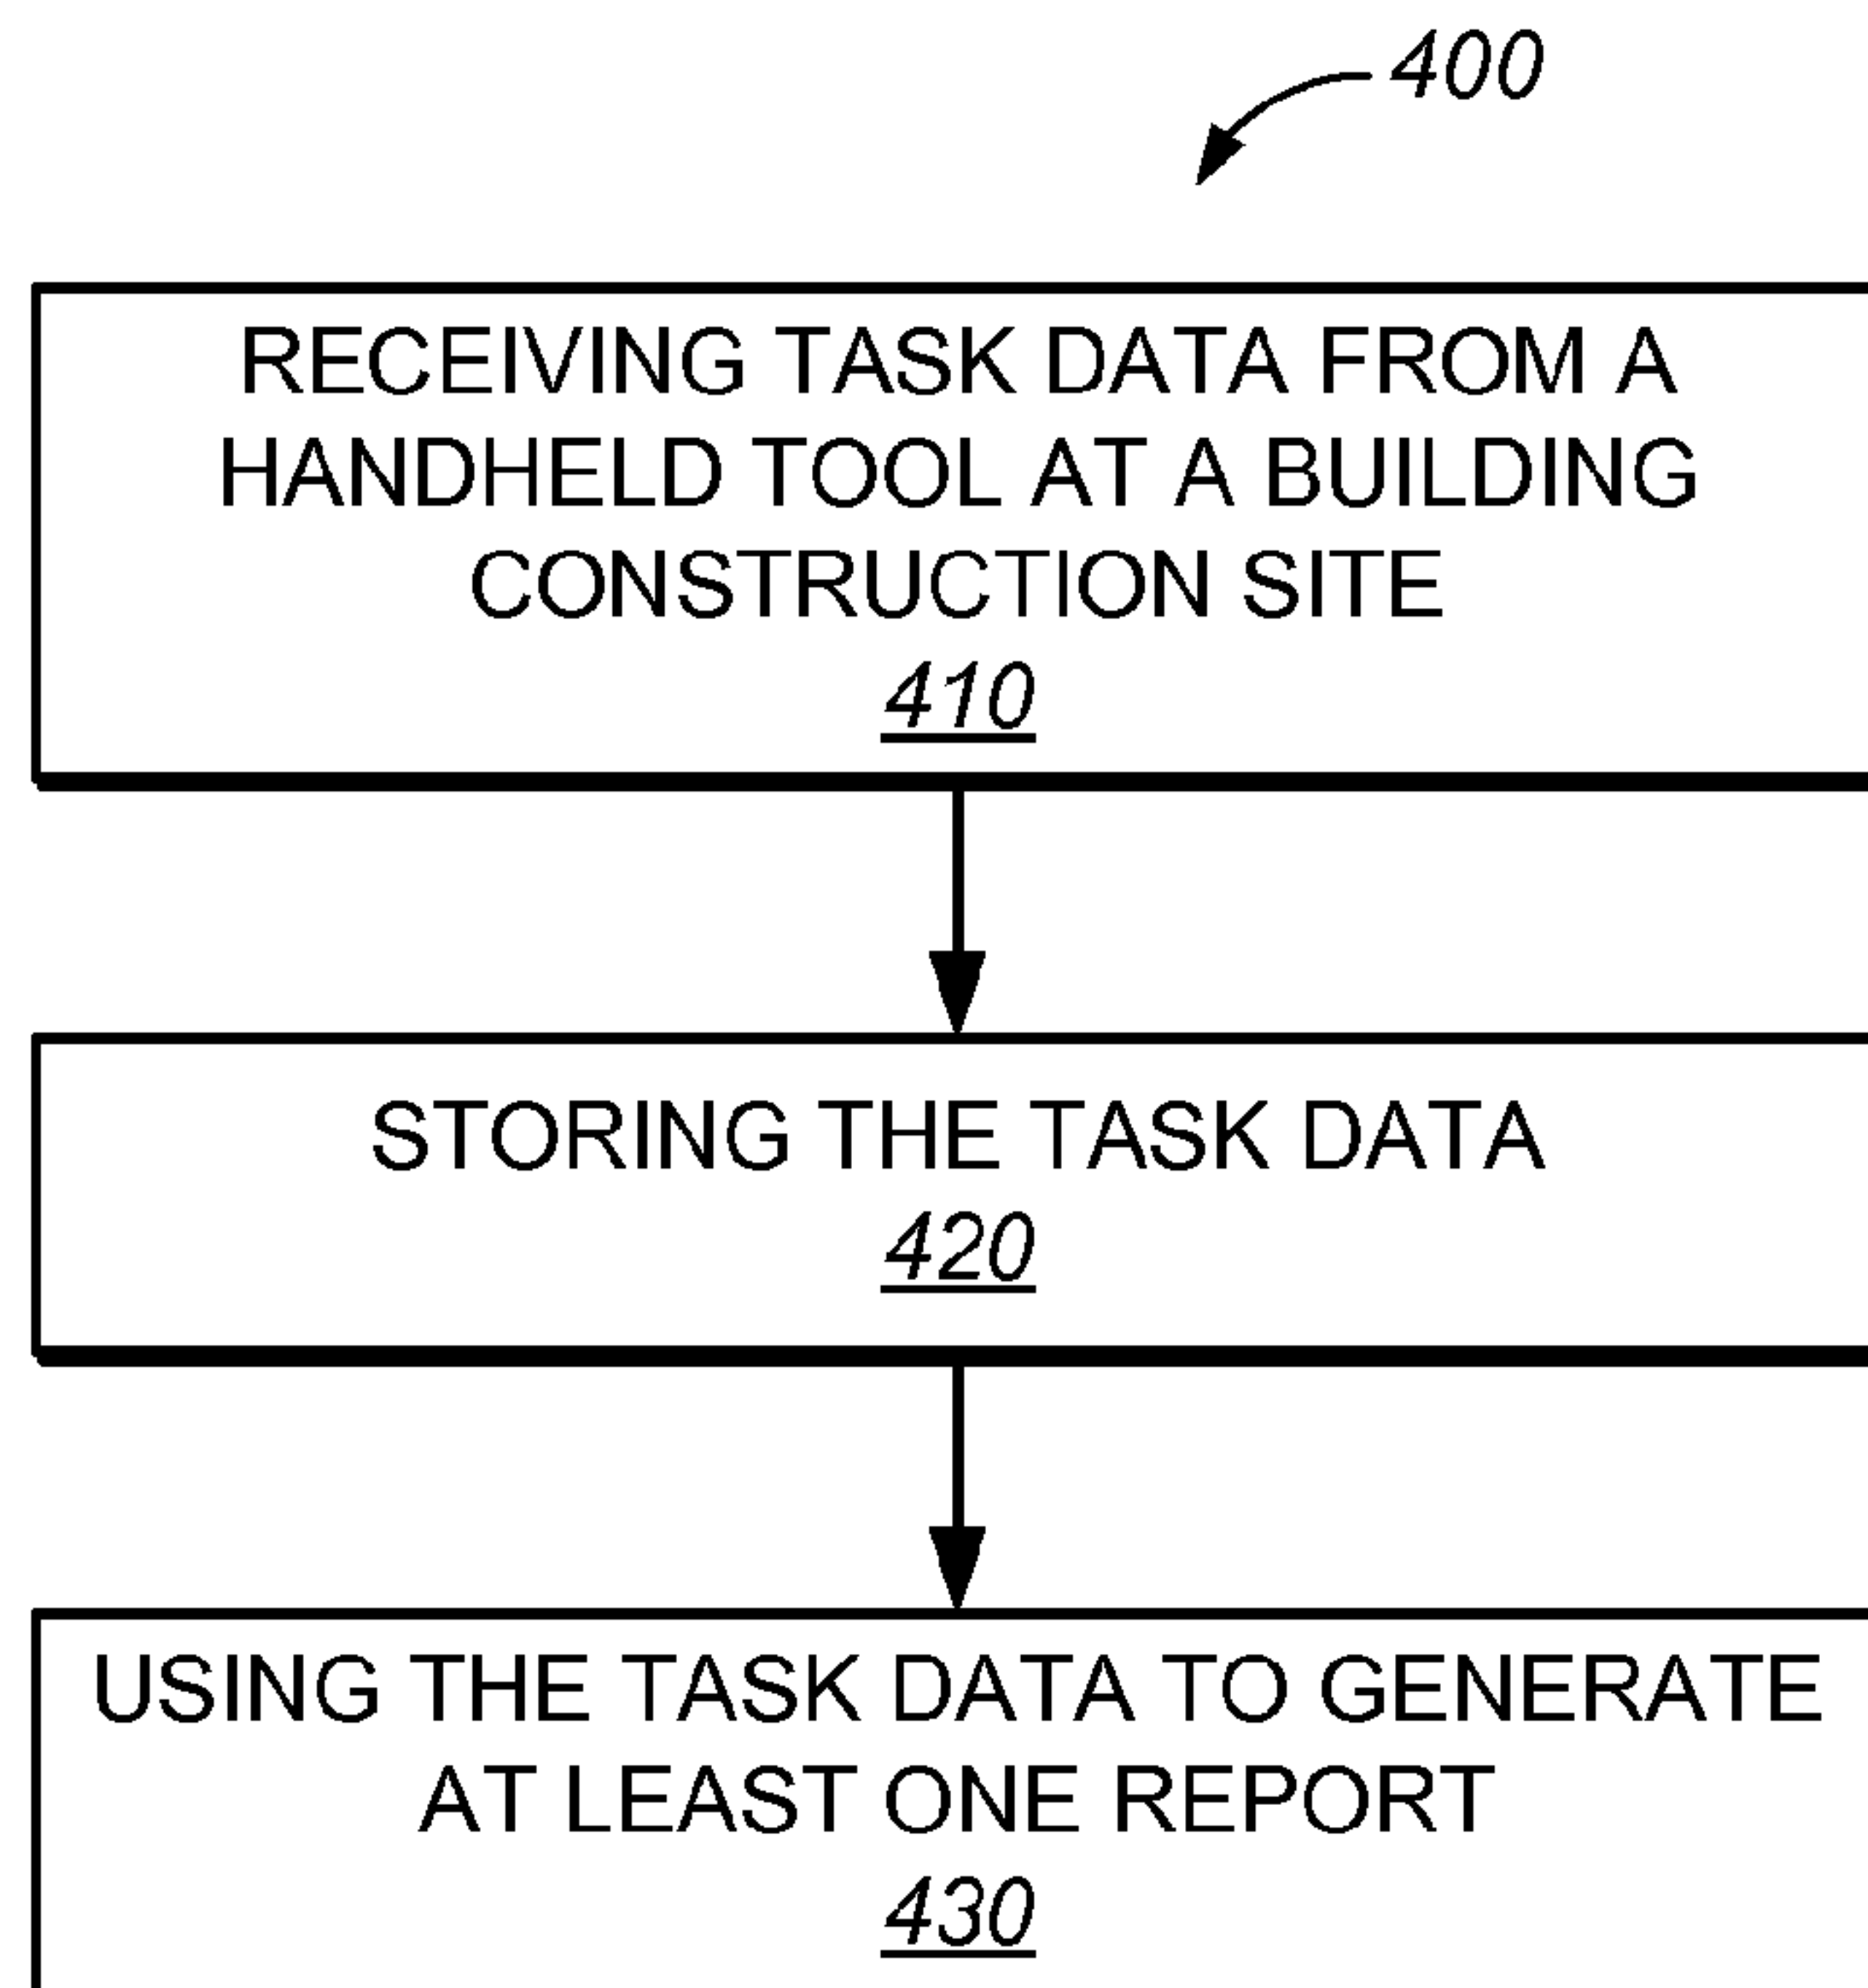 400
RECEIVING TASK DATA FROM A
HANDHELD TOOL AT A BUILDING
CONSTRUCTION SITE
410
STORING THE TASK DATA
420
USING THE TASK DATA TO GENERATE
AT LEAST ONE REPORT
430